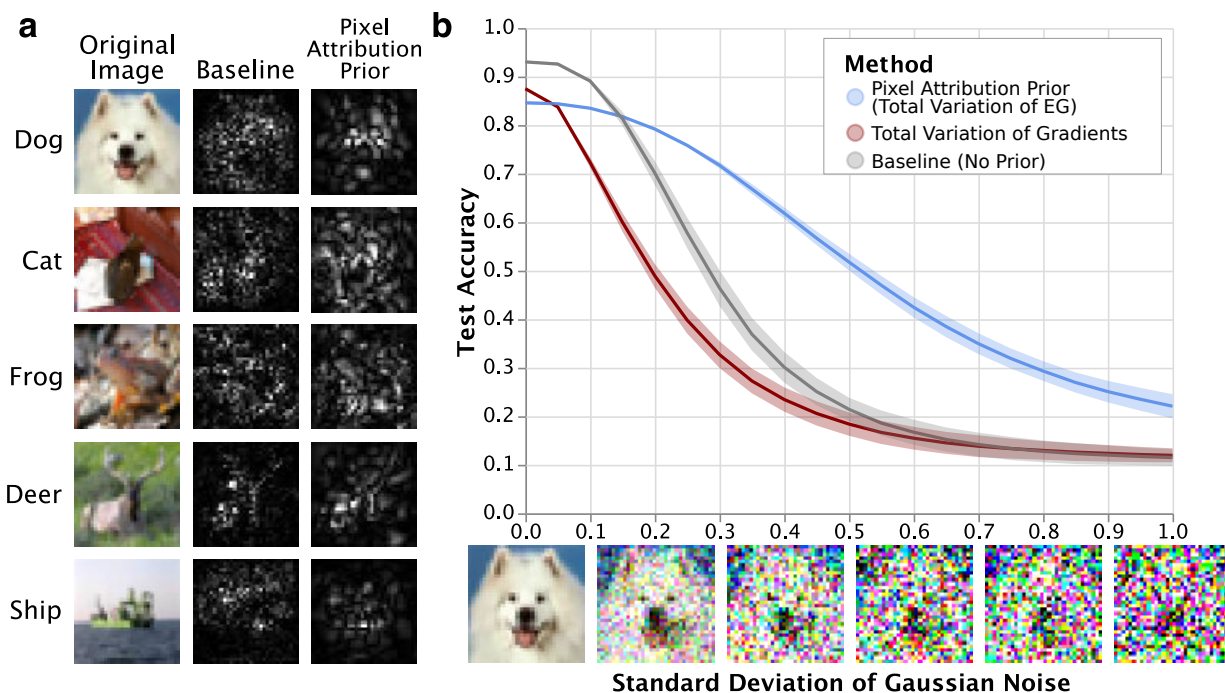 a
Original
Image
Baseline
Pixel
Attribution
Prior
Dog
Cat
Frog
Deer
Ship
b
1.0
0.9
0.8
0.7
0.6
0.5
0.4
0.3
0.2
0.1
0.0
Test Accuracy
Method
Pixel Attribution Prior
(Total Variation of EG)
Total Variation of Gradients
Baseline (No Prior)
0.0 0.1 0.2 0.3 0.4 0.5 0.6 0.7 0.8 0.9 1.0
Standard Deviation of Gaussian Noise